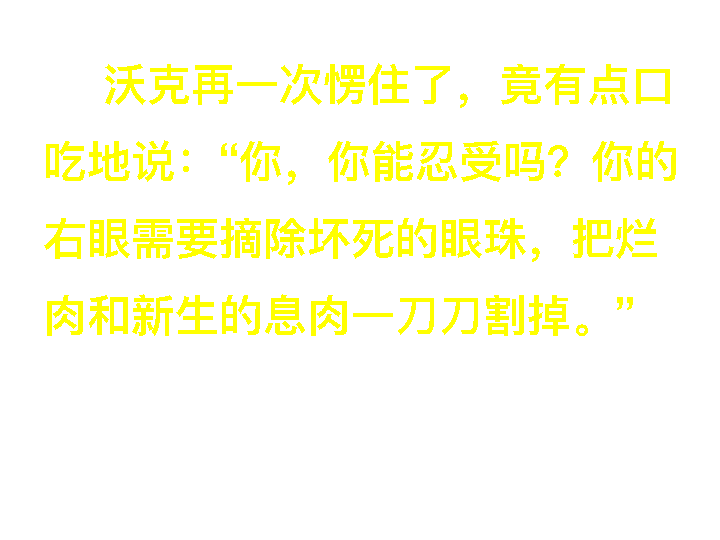 沃克再一次愣住了，竟有点口
吃地说：“你，你能忍受吗？你的
右眼需要摘除坏死的眼珠，把烂
肉和新生的息肉一刀刀割掉。”